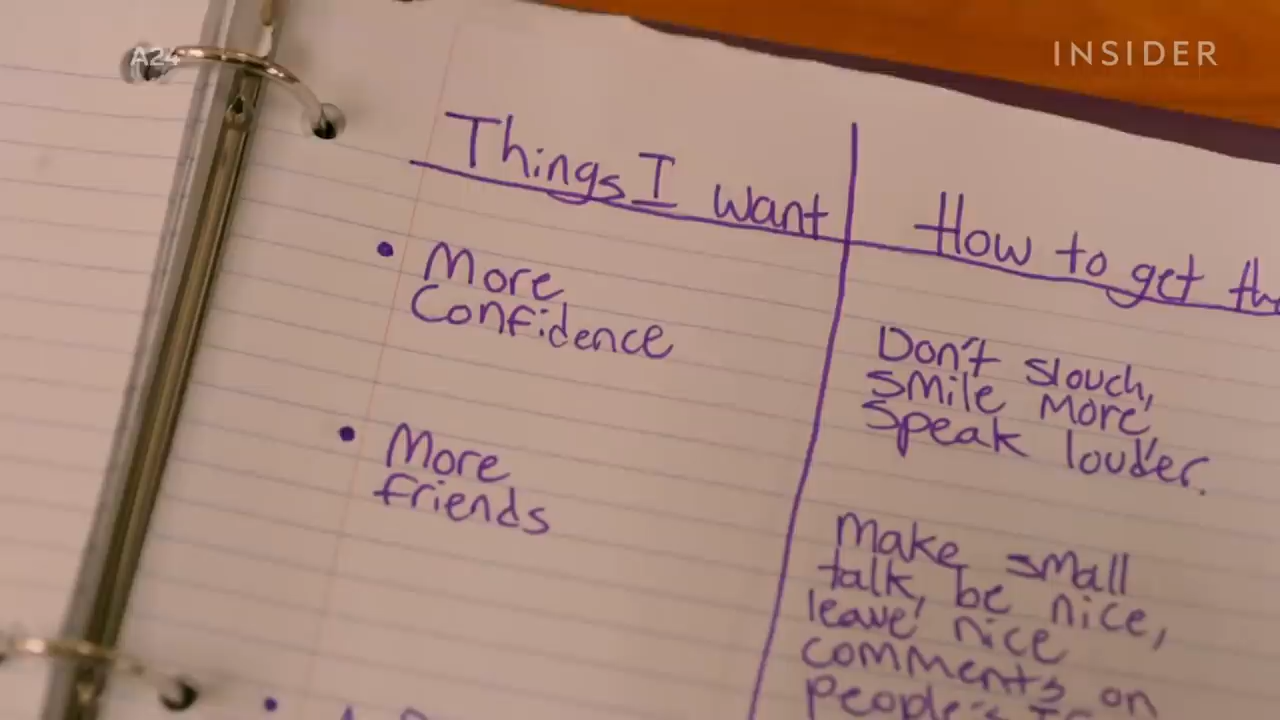 A24
INSIDER
Things I want
How to get
• More
Confidence
Don't slouch,
smile more,
Speak louder.
• More
friends
Make small
talk, be nice,
leave nice
comments on
people's